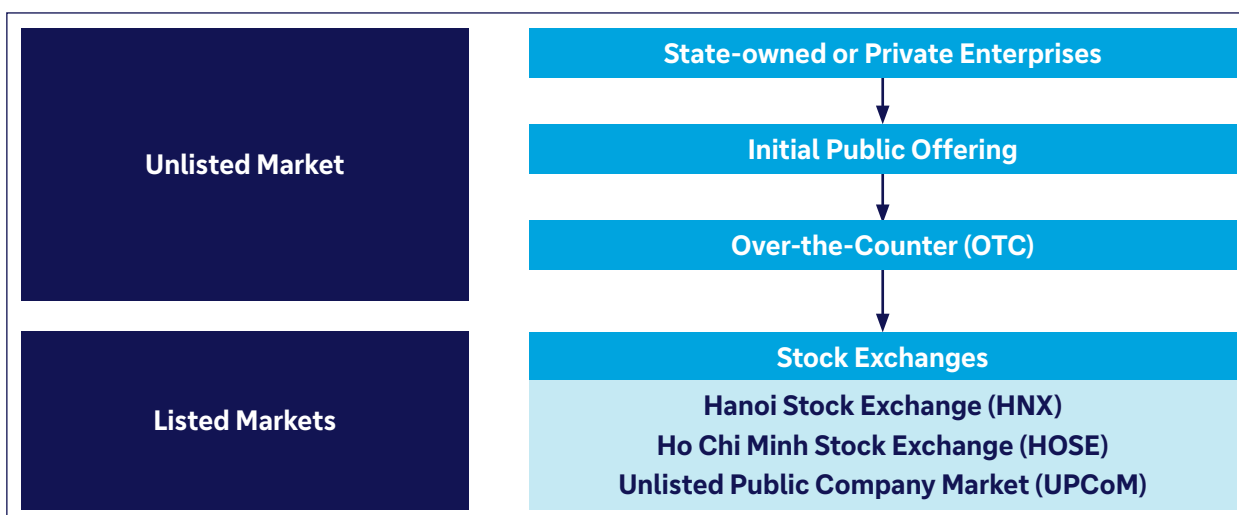 Unlisted Market
State-owned or Private Enterprises
Initial Public Offering
Over-the-Counter (OTC)
Listed Markets
Stock Exchanges
Hanoi Stock Exchange (HNX)
Ho Chi Minh Stock Exchange (HOSE)
Unlisted Public Company Market (UPCoM)